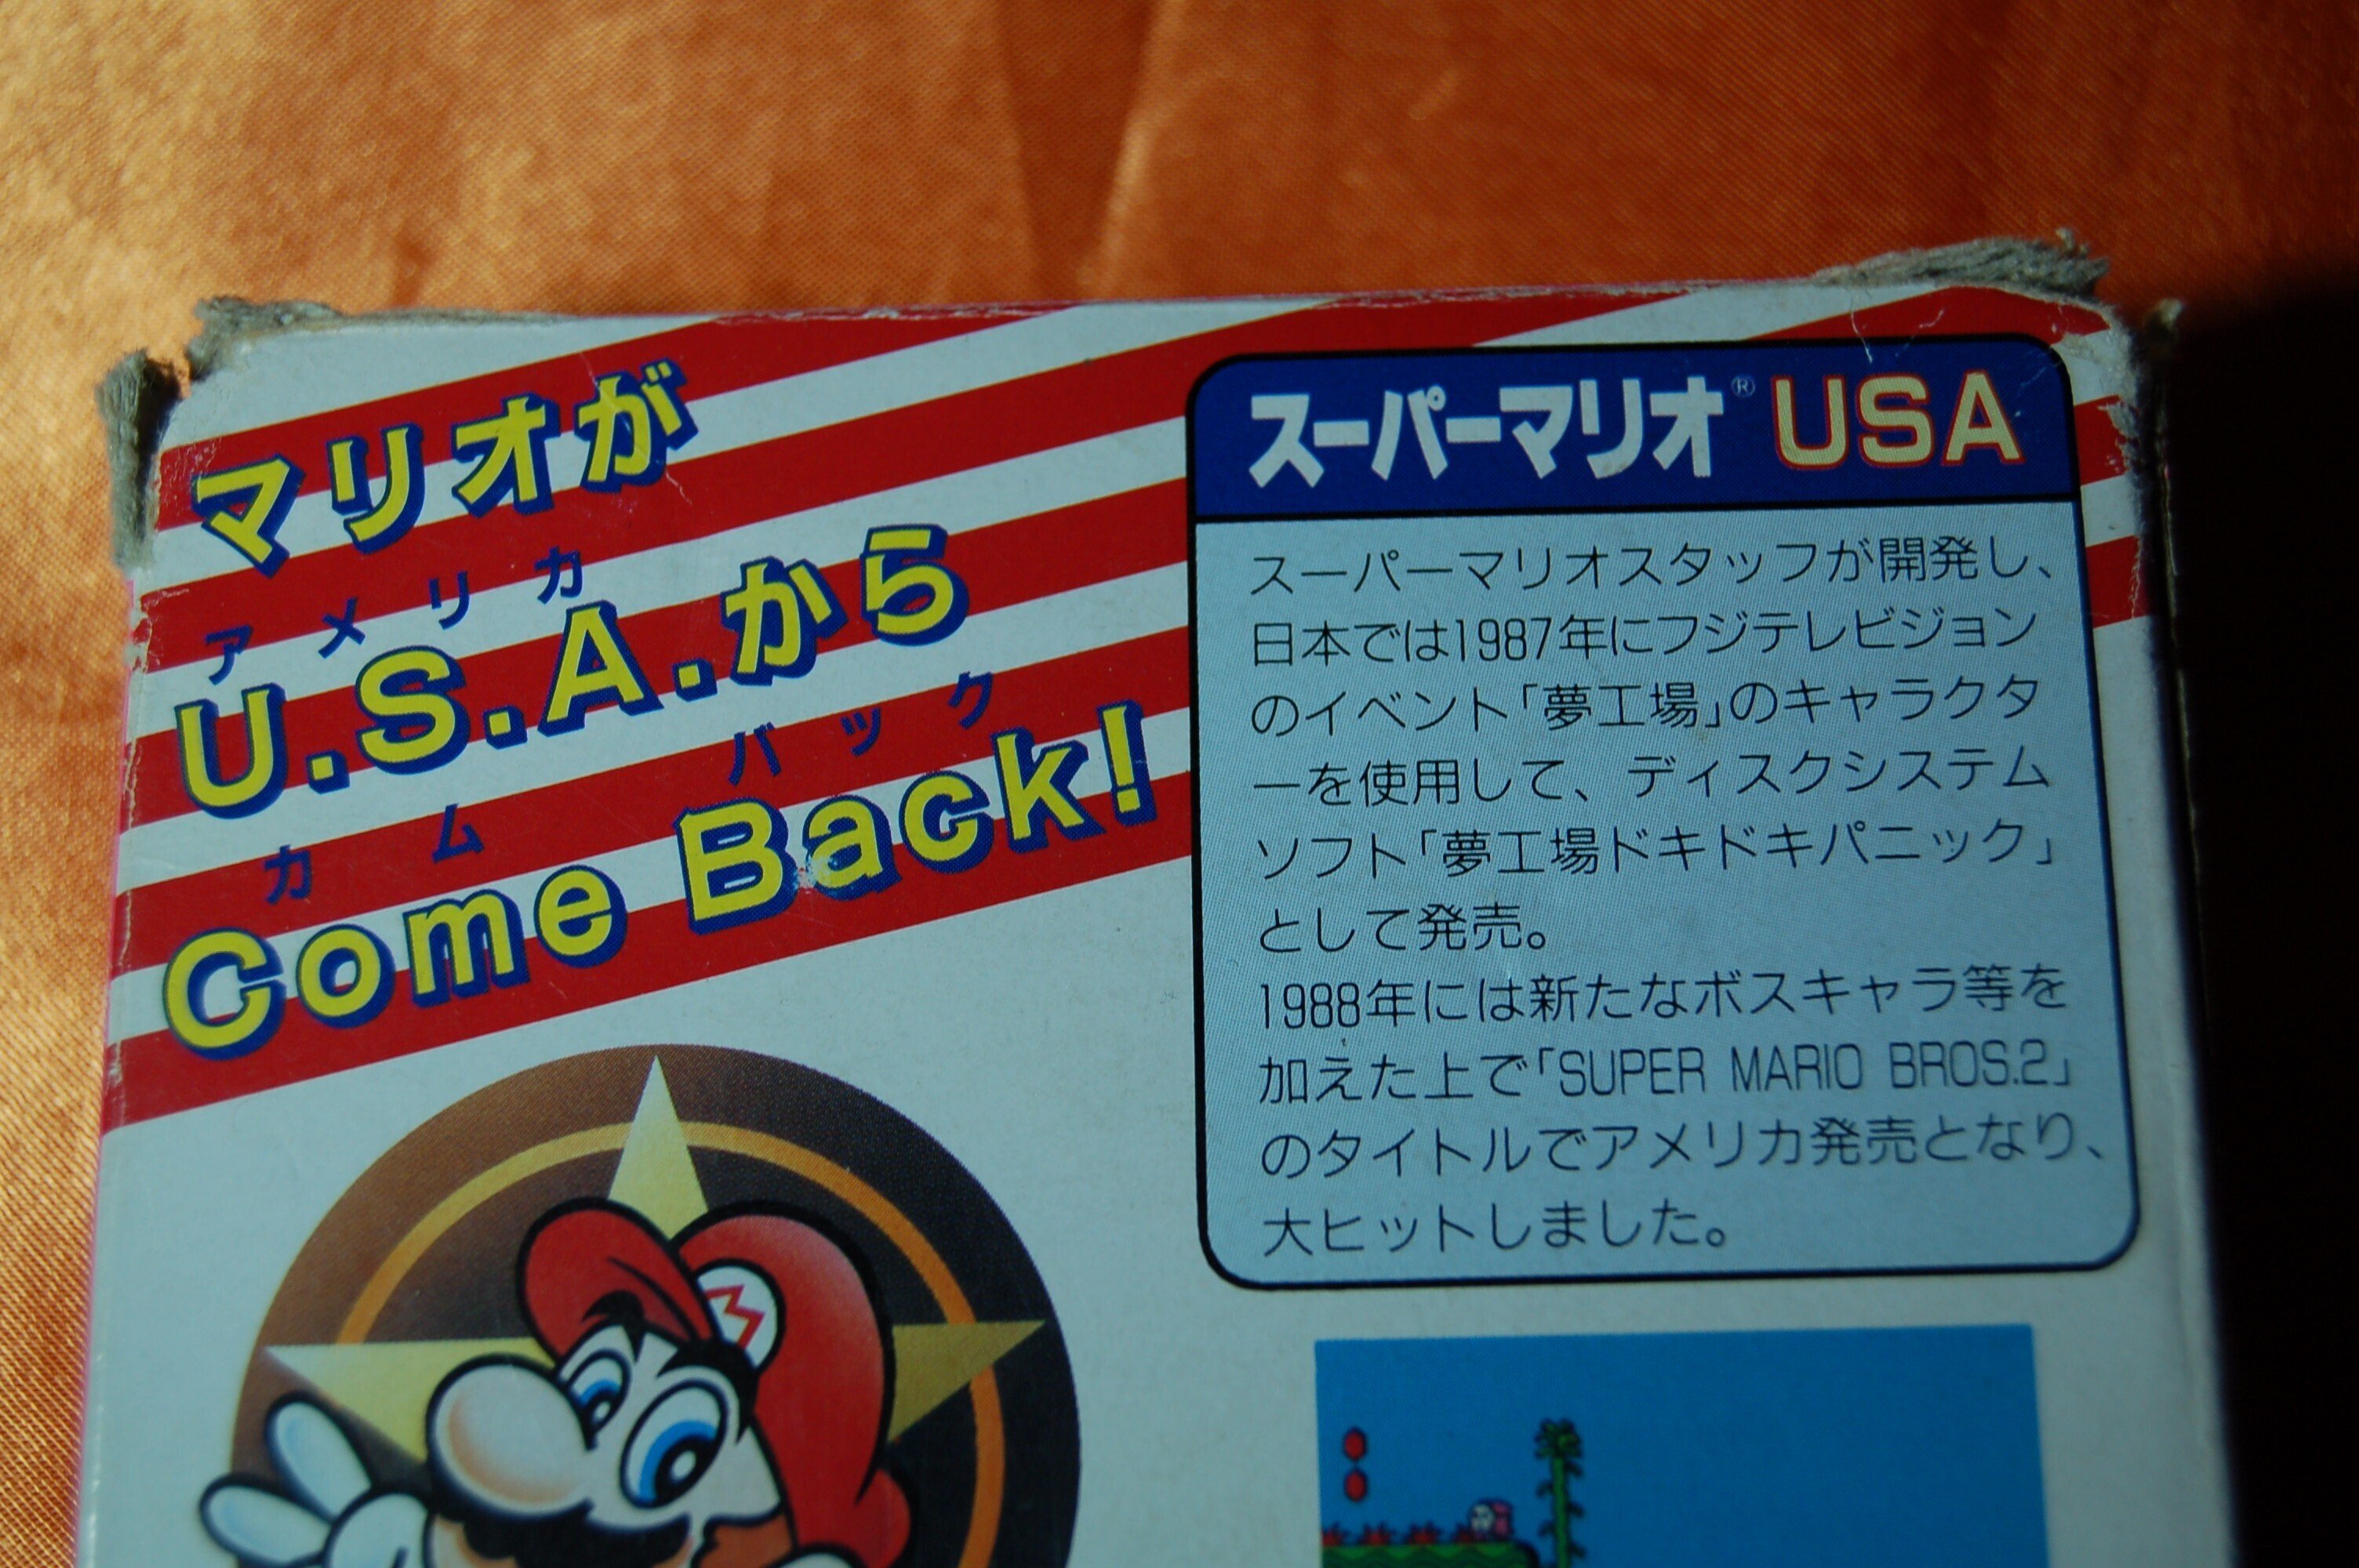 マリオが
アメリカ
U.S.A.から
カム バック
Come Back!
スーパーマリオ® USA
スーパーマリオスタッフが開発し、
日本では1987年にフジテレビジョン
のイベント「夢工場」のキャラクタ
ーを使用して、ディスクシステム
ソフト「夢工場ドキドキパニック」
として発売。
1988年には新たなボスキャラ等を
加えた上で「SUPER MARIO BROS.2」
のタイトルでアメリカ発売となり、
大ヒットしました。
M